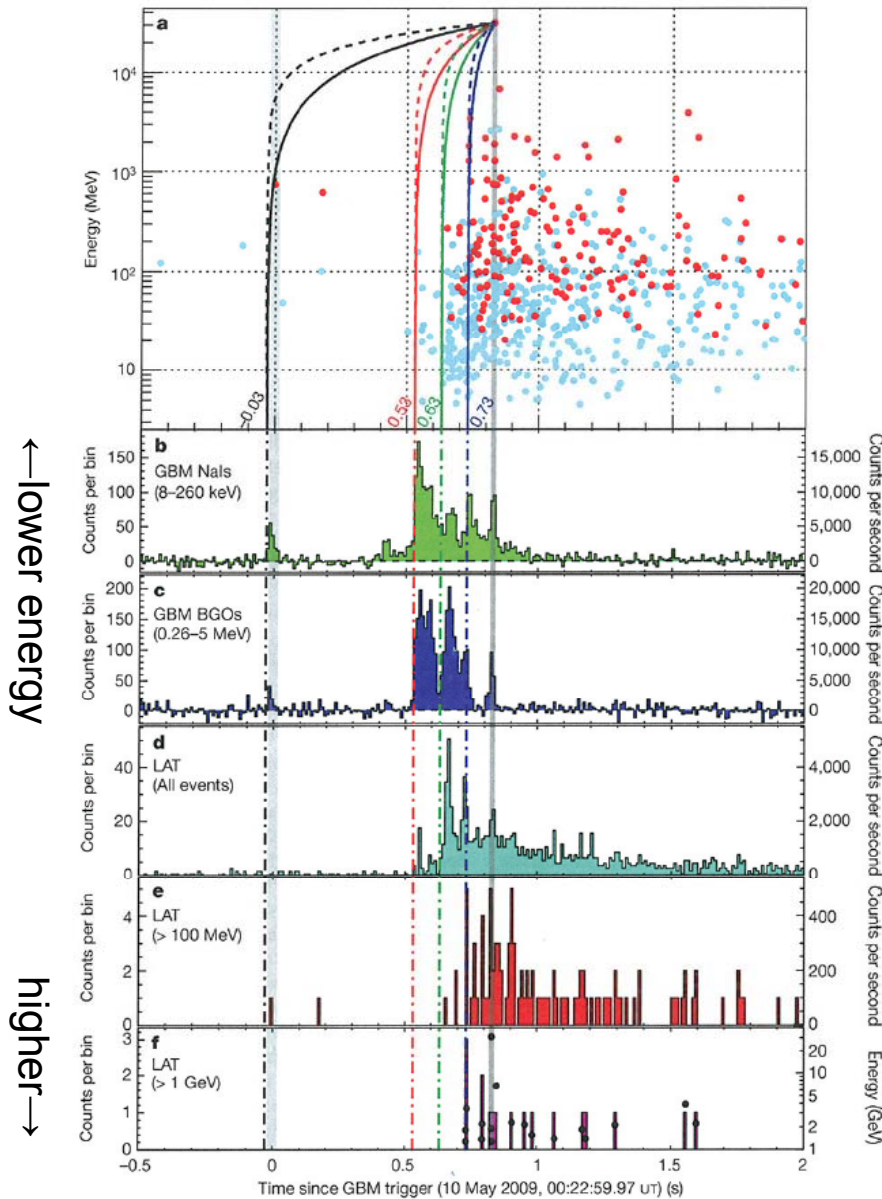 a
10⁴
10³
10²
10
Energy (MeV)
−0.03
0.53
0.63
0.73
←lower energy
higher→
b
GBM NaIs
(8–260 keV)
150
100
50
0
Counts per bin
15,000
10,000
5,000
0
Counts per second
c
GBM BGOs
(0.26–5 MeV)
200
150
100
50
0
Counts per bin
20,000
15,000
10,000
5,000
0
Counts per second
d
LAT
(All events)
40
20
0
Counts per bin
4,000
2,000
0
Counts per second
e
LAT
(> 100 MeV)
4
2
0
Counts per bin
400
200
0
Counts per second
f
LAT
(> 1 GeV)
3
2
1
0
Counts per bin
20
10
4
2
1
Energy (GeV)
−0.5
0
0.5
1
1.5
2
Time since GBM trigger (10 May 2009, 00:22:59.97 UT) (s)